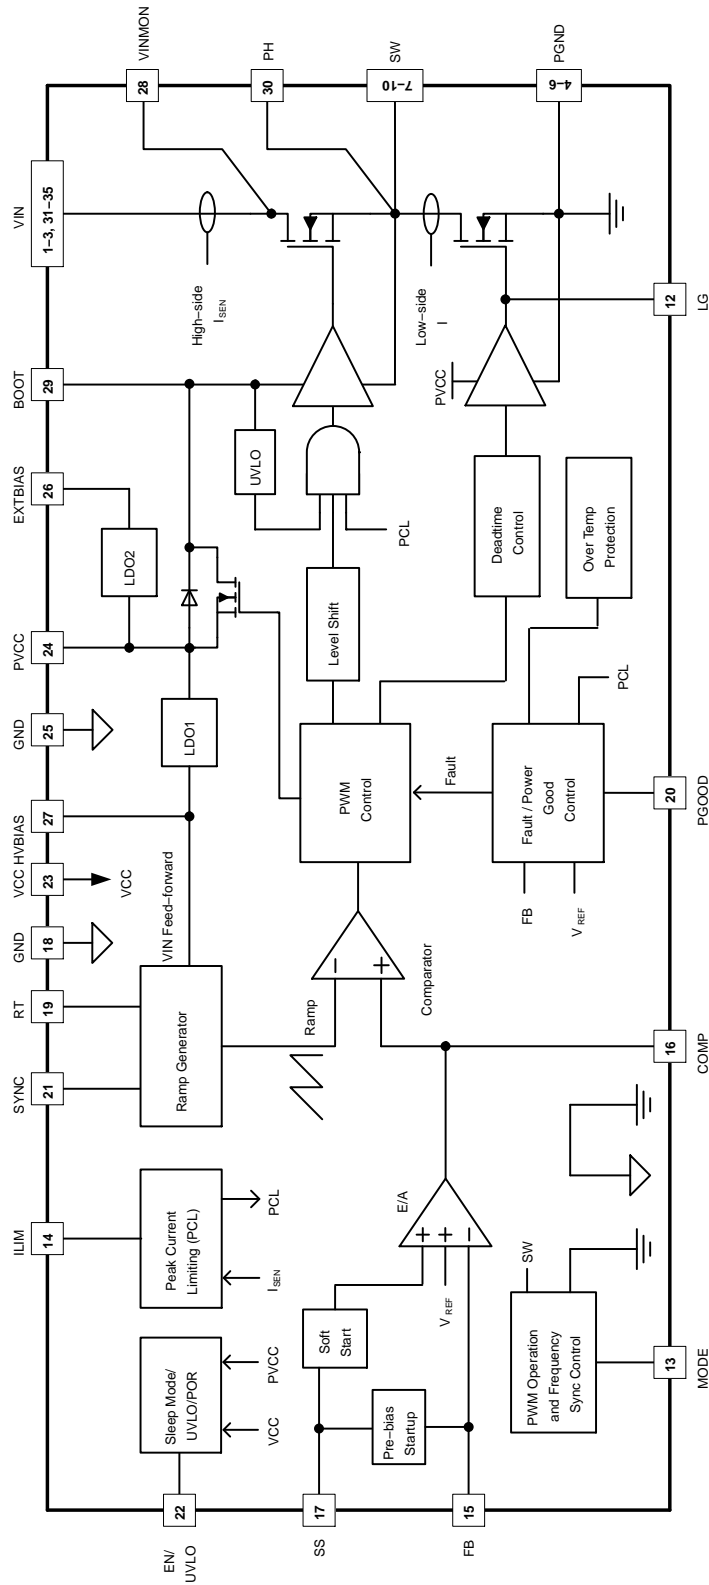 EN/
UVLO
22
ILIM
14
SYNC
21
RT
19
GND
18
VCC
23
HVBIAS
27
GND
25
PVCC
24
EXTBIAS
26
BOOT
29
VIN
1–3, 31–35
VINMON
28
PH
30
SW
7–10
PGND
4–6
Sleep Mode/
UVLO/POR
VCC
PVCC
Peak Current
Limiting (PCL)
ISEN
PCL
Ramp Generator
VIN Feed–forward
VCC
LDO1
LDO2
UVLO
High–side
ISEN
Low–side
I
SS
17
FB
15
Pre–bias
Startup
Soft
Start
VREF
E/A
+
+
–
Ramp
–
+
Comparator
PWM
Control
Level Shift
PCL
Fault
Deadtime
Control
PVCC
FB
VREF
Fault / Power
Good
Control
PCL
Over Temp
Protection
PWM Operation
and Frequency
Sync Control
SW
13
MODE
16
COMP
20
PGOOD
12
LG